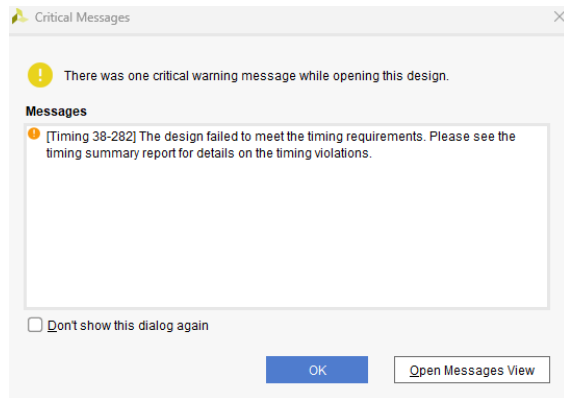 Critical Messages
There was one critical warning message while opening this design.
Messages
[Timing 38-282] The design failed to meet the timing requirements. Please see the
timing summary report for details on the timing violations.
Don't show this dialog again
OK
Open Messages View